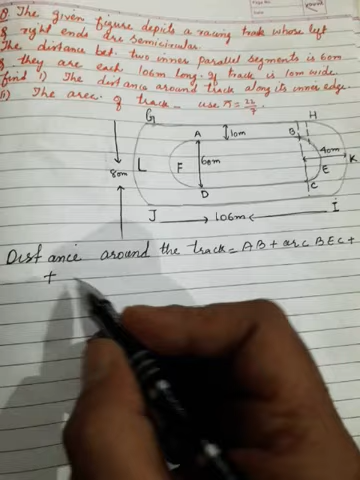 Q. The given figure depicts a racing track whose left
& right ends are semicircular.
The distance bet. two inner parallel segments is 60m
& they are each 106m long. If track is 10m wide,
find i) The distance around track along its inner edge.
ii) The area of track. use π = 22/7.
G H
A 10m B
L F 60m 40m E K
80m
D C
J → 106m ← I
Distance around the track = AB + arc BEC +
+